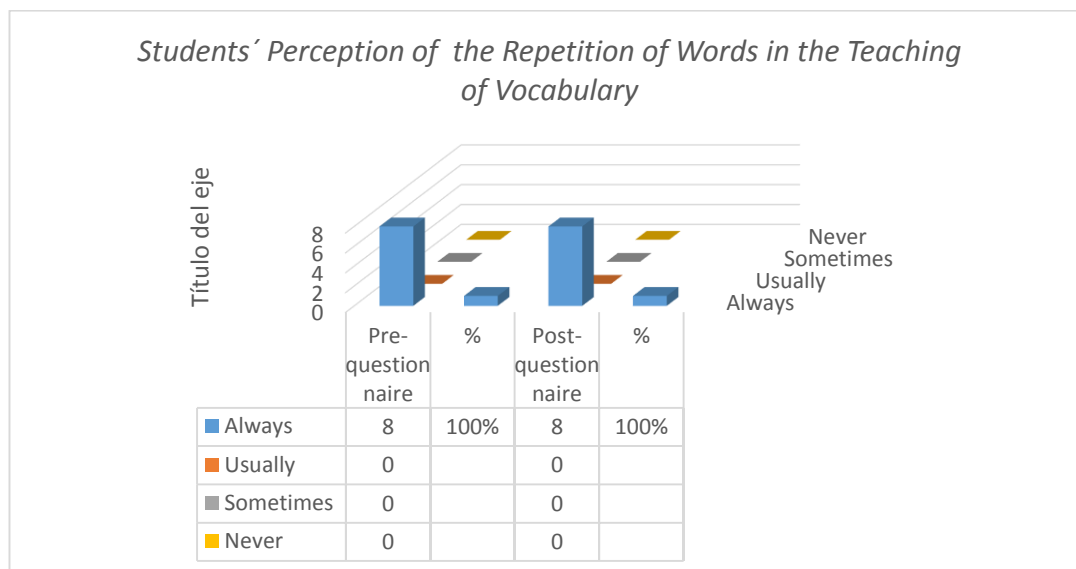 Students´ Perception of the Repetition of Words in the Teaching
of Vocabulary
Título del eje
8
6
4
2
0
Never
Sometimes
Usually
Always
Pre-
question
naire
%
Post-
question
naire
%
Always 8 100% 8 100%
Usually 0 0
Sometimes 0 0
Never 0 0